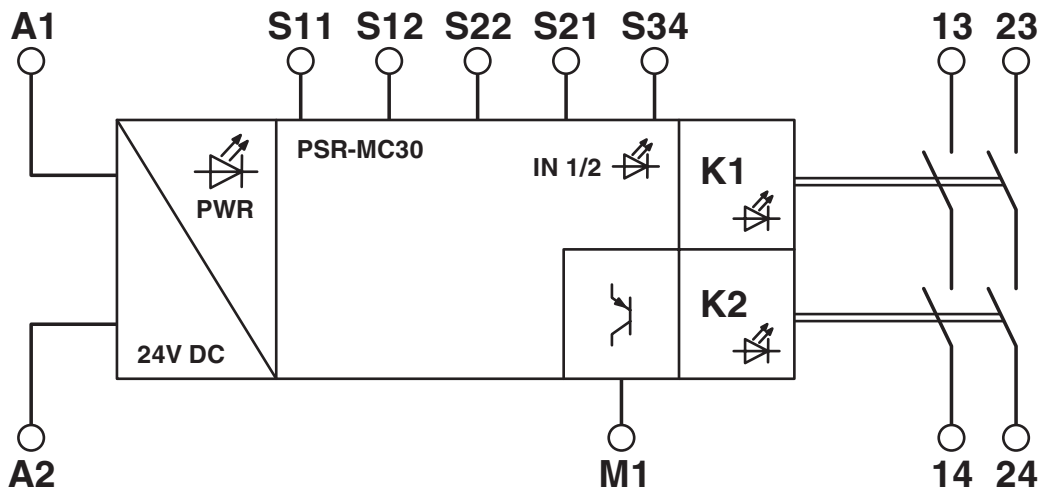 A1 S11 S12 S22 S21 S34 13 23
PSR-MC30
IN 1/2
K1
PWR
K2
24V DC
A2 M1 14 24